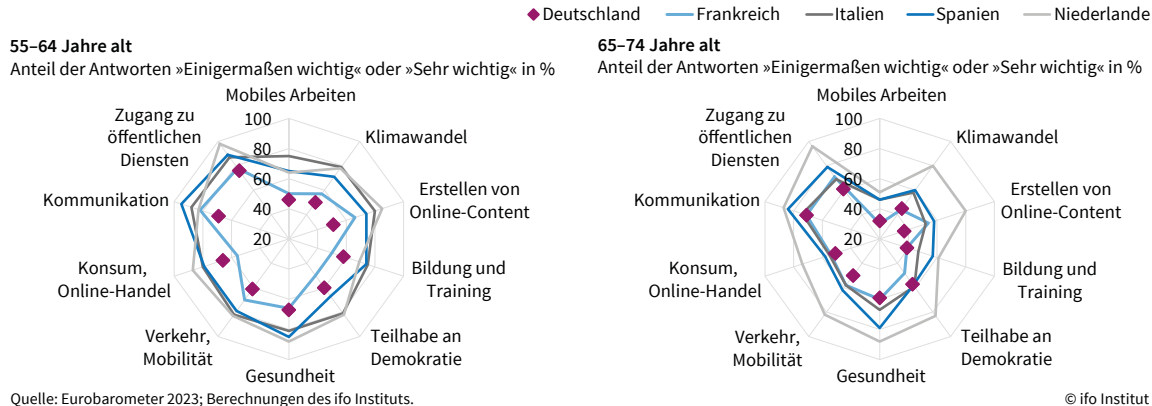 Deutschland Frankreich Italien Spanien Niederlande
55–64 Jahre alt
Anteil der Antworten »Einigermaßen wichtig« oder »Sehr wichtig« in %
Mobiles Arbeiten
Klimawandel
Erstellen von
Online-Content
Bildung und
Training
Teilhabe an
Demokratie
Gesundheit
Verkehr,
Mobilität
Konsum,
Online-Handel
Kommunikation
Zugang zu
öffentlichen
Diensten
100
80
60
40
20
65–74 Jahre alt
Anteil der Antworten »Einigermaßen wichtig« oder »Sehr wichtig« in %
Mobiles Arbeiten
Klimawandel
Erstellen von
Online-Content
Bildung und
Training
Teilhabe an
Demokratie
Gesundheit
Verkehr,
Mobilität
Konsum,
Online-Handel
Kommunikation
Zugang zu
öffentlichen
Diensten
100
80
60
40
20
Quelle: Eurobarometer 2023; Berechnungen des ifo Instituts.
© ifo Institut